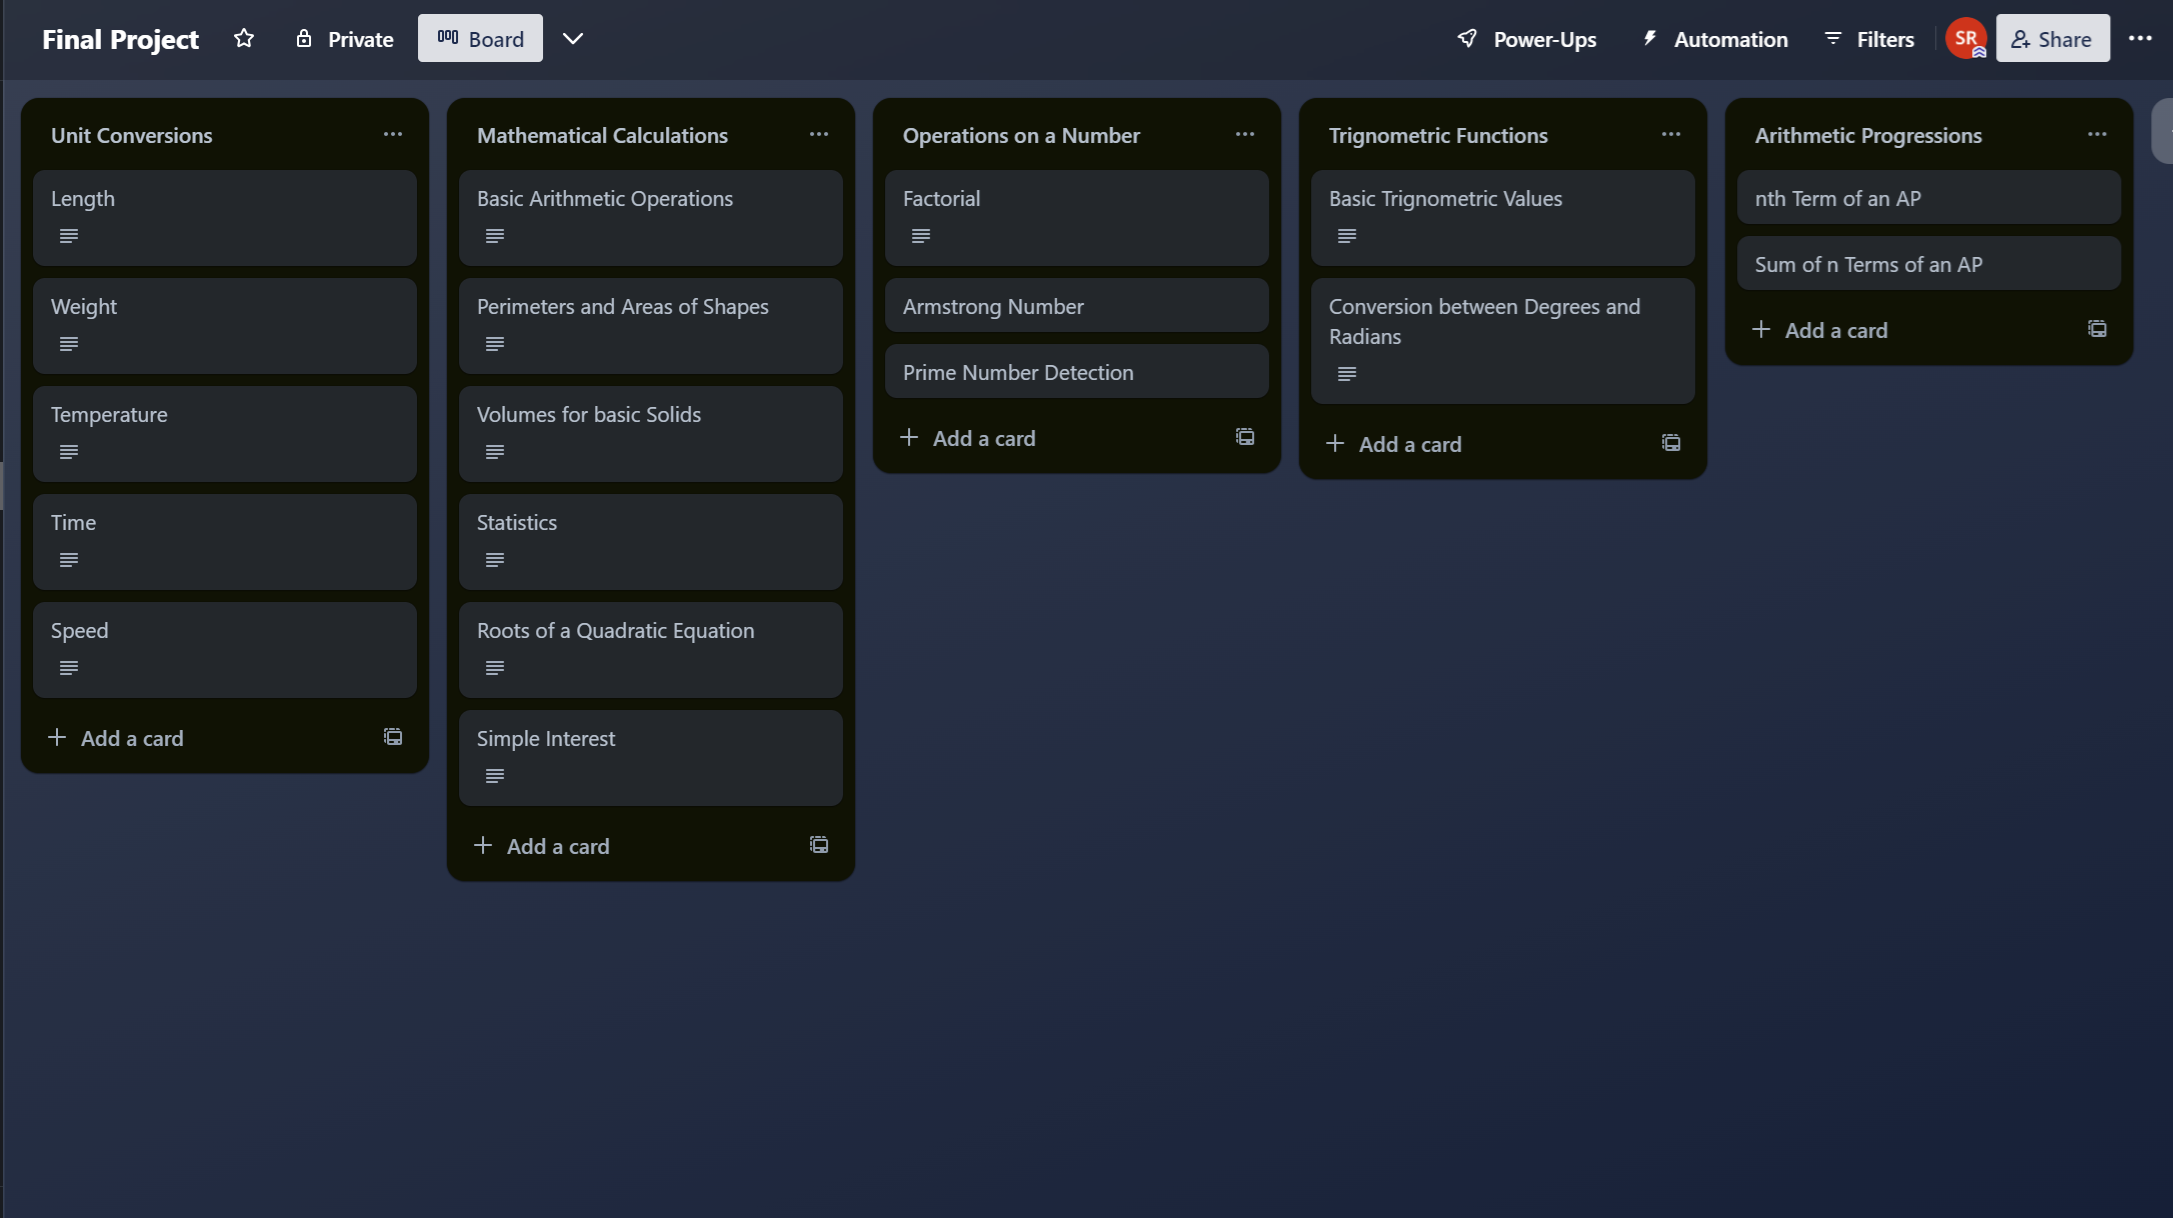 Final Project
Private
Board
Power-Ups
Automation
Filters
SR
Share
Unit Conversions
Length
Weight
Temperature
Time
Speed
Add a card
Mathematical Calculations
Basic Arithmetic Operations
Perimeters and Areas of Shapes
Volumes for basic Solids
Statistics
Roots of a Quadratic Equation
Simple Interest
Add a card
Operations on a Number
Factorial
Armstrong Number
Prime Number Detection
Add a card
Trignometric Functions
Basic Trignometric Values
Conversion between Degrees and
Radians
Add a card
Arithmetic Progressions
nth Term of an AP
Sum of n Terms of an AP
Add a card